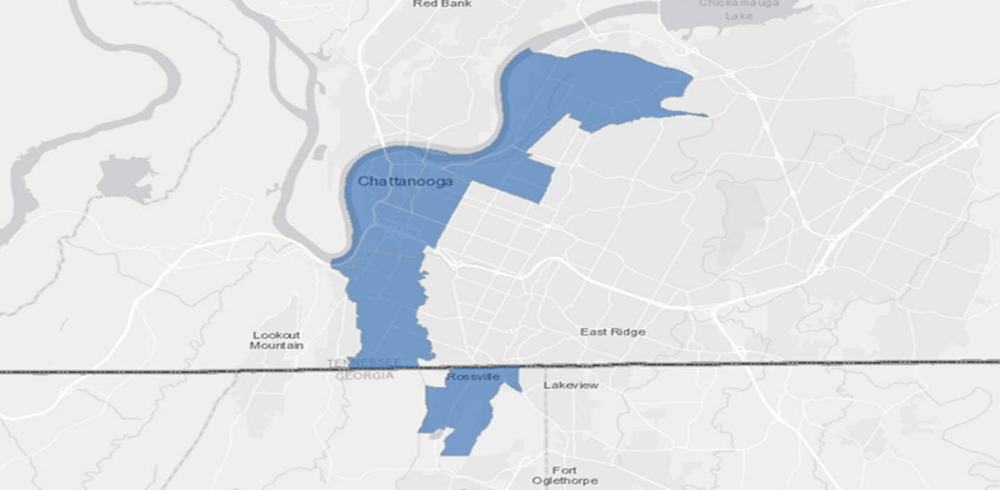 Red Bank
Chickamauga
Lake
Chattanooga
Lookout
Mountain
East Ridge
TENNESSEE
GEORGIA
Rossville
Lakeview
Fort
Oglethorpe